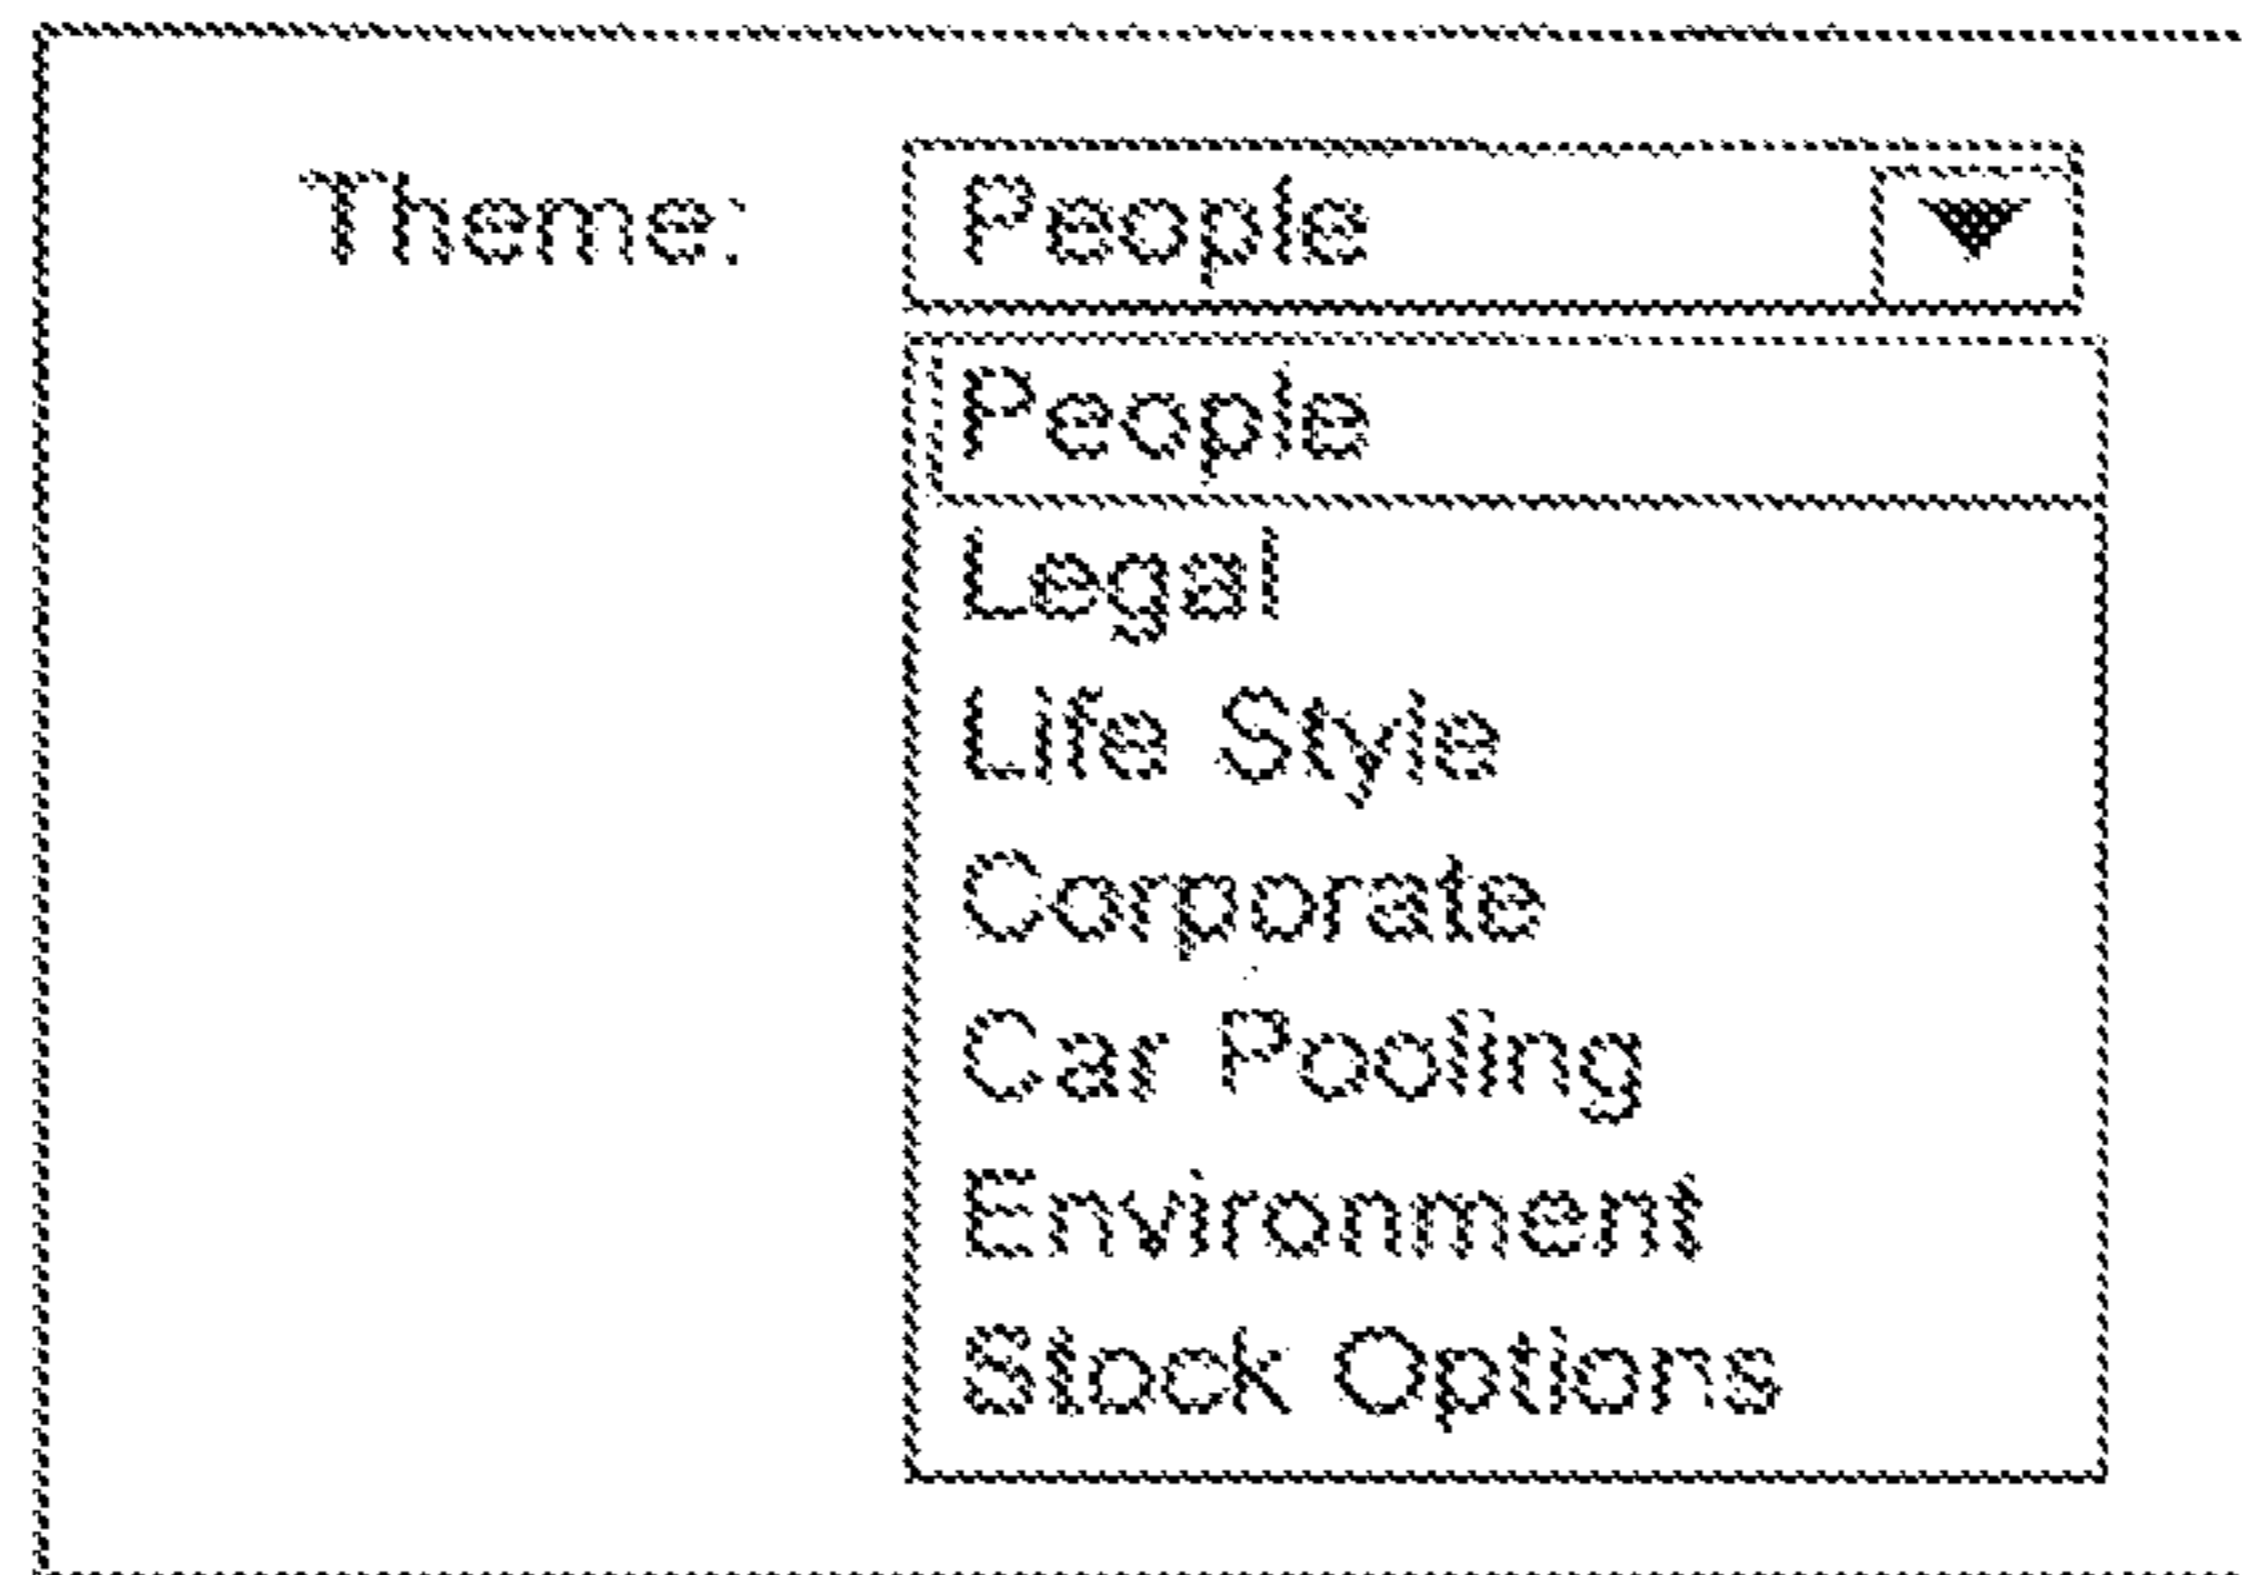 Theme: People
People
Legal
Life Style
Corporate
Car Pooling
Environment
Stock Options